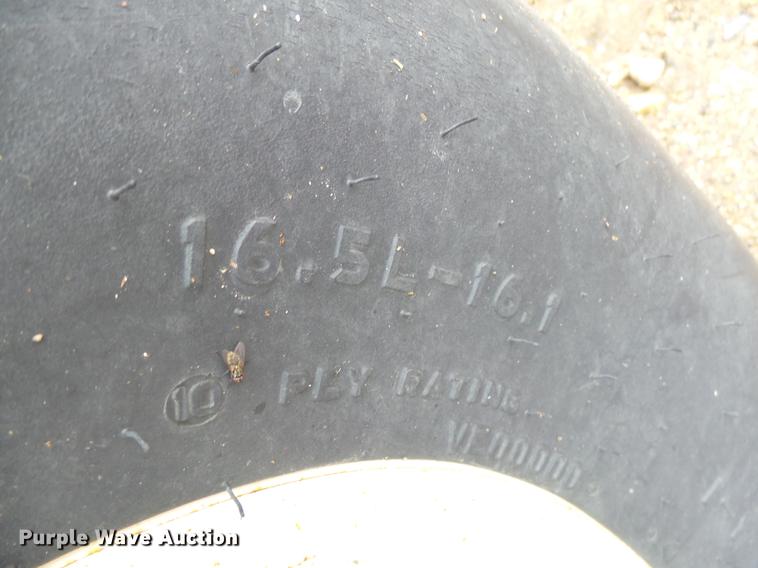 16.5L-16.1
10 PLY RATING
Purple Wave Auction